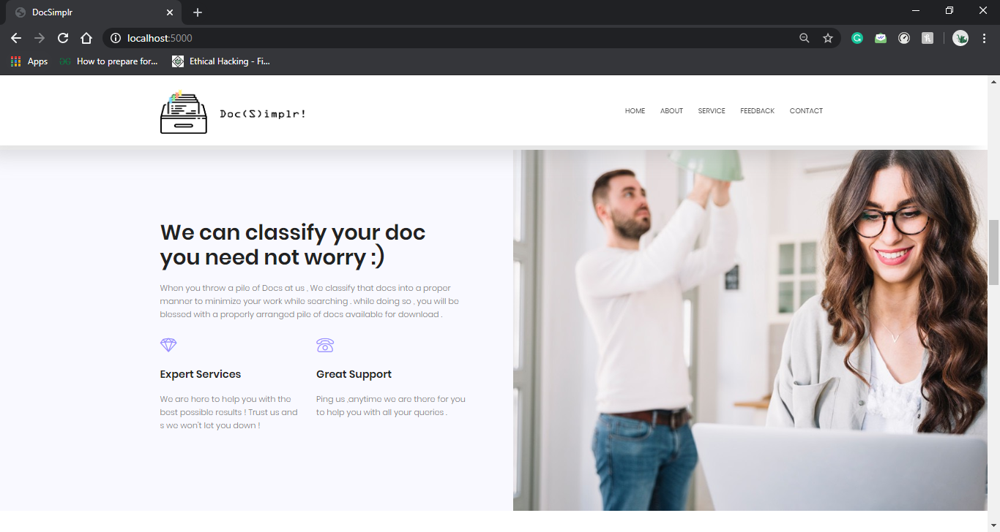 DocSimplr
localhost:5000
Apps
How to prepare for...
Ethical Hacking - Fi...
Doc(S)implr!
HOME ABOUT SERVICE FEEDBACK CONTACT
We can classify your doc
you need not worry :)
When you throw a pile of Docs at us , We classify that docs into a proper
manner to minimize your work while searching . while doing so , you will be
blessed with a properly arranged pile of docs available for download .
Expert Services
We are here to help you with the
best possible results ! Trust us and
s we won't let you down !
Great Support
Ping us ,anytime we are there for you
to help you with all your queries .